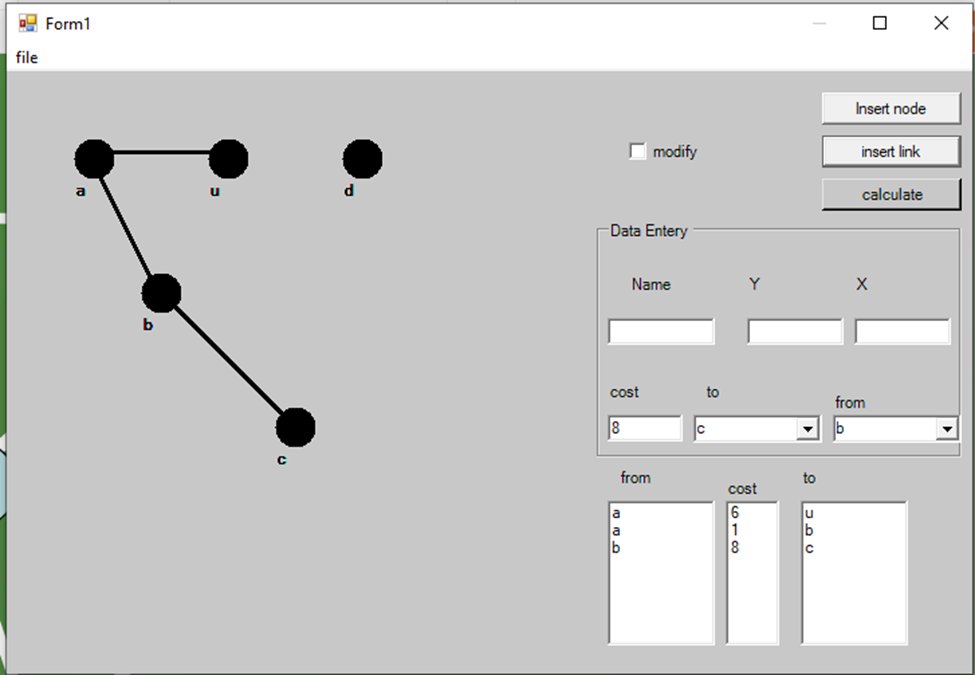 Form1
file
Insert node
modify
insert link
calculate
a
u
d
b
c
Data Entery
Name Y X
cost to
from
8 c b
from to
cost
a 6 u
a 1 b
b 8 c